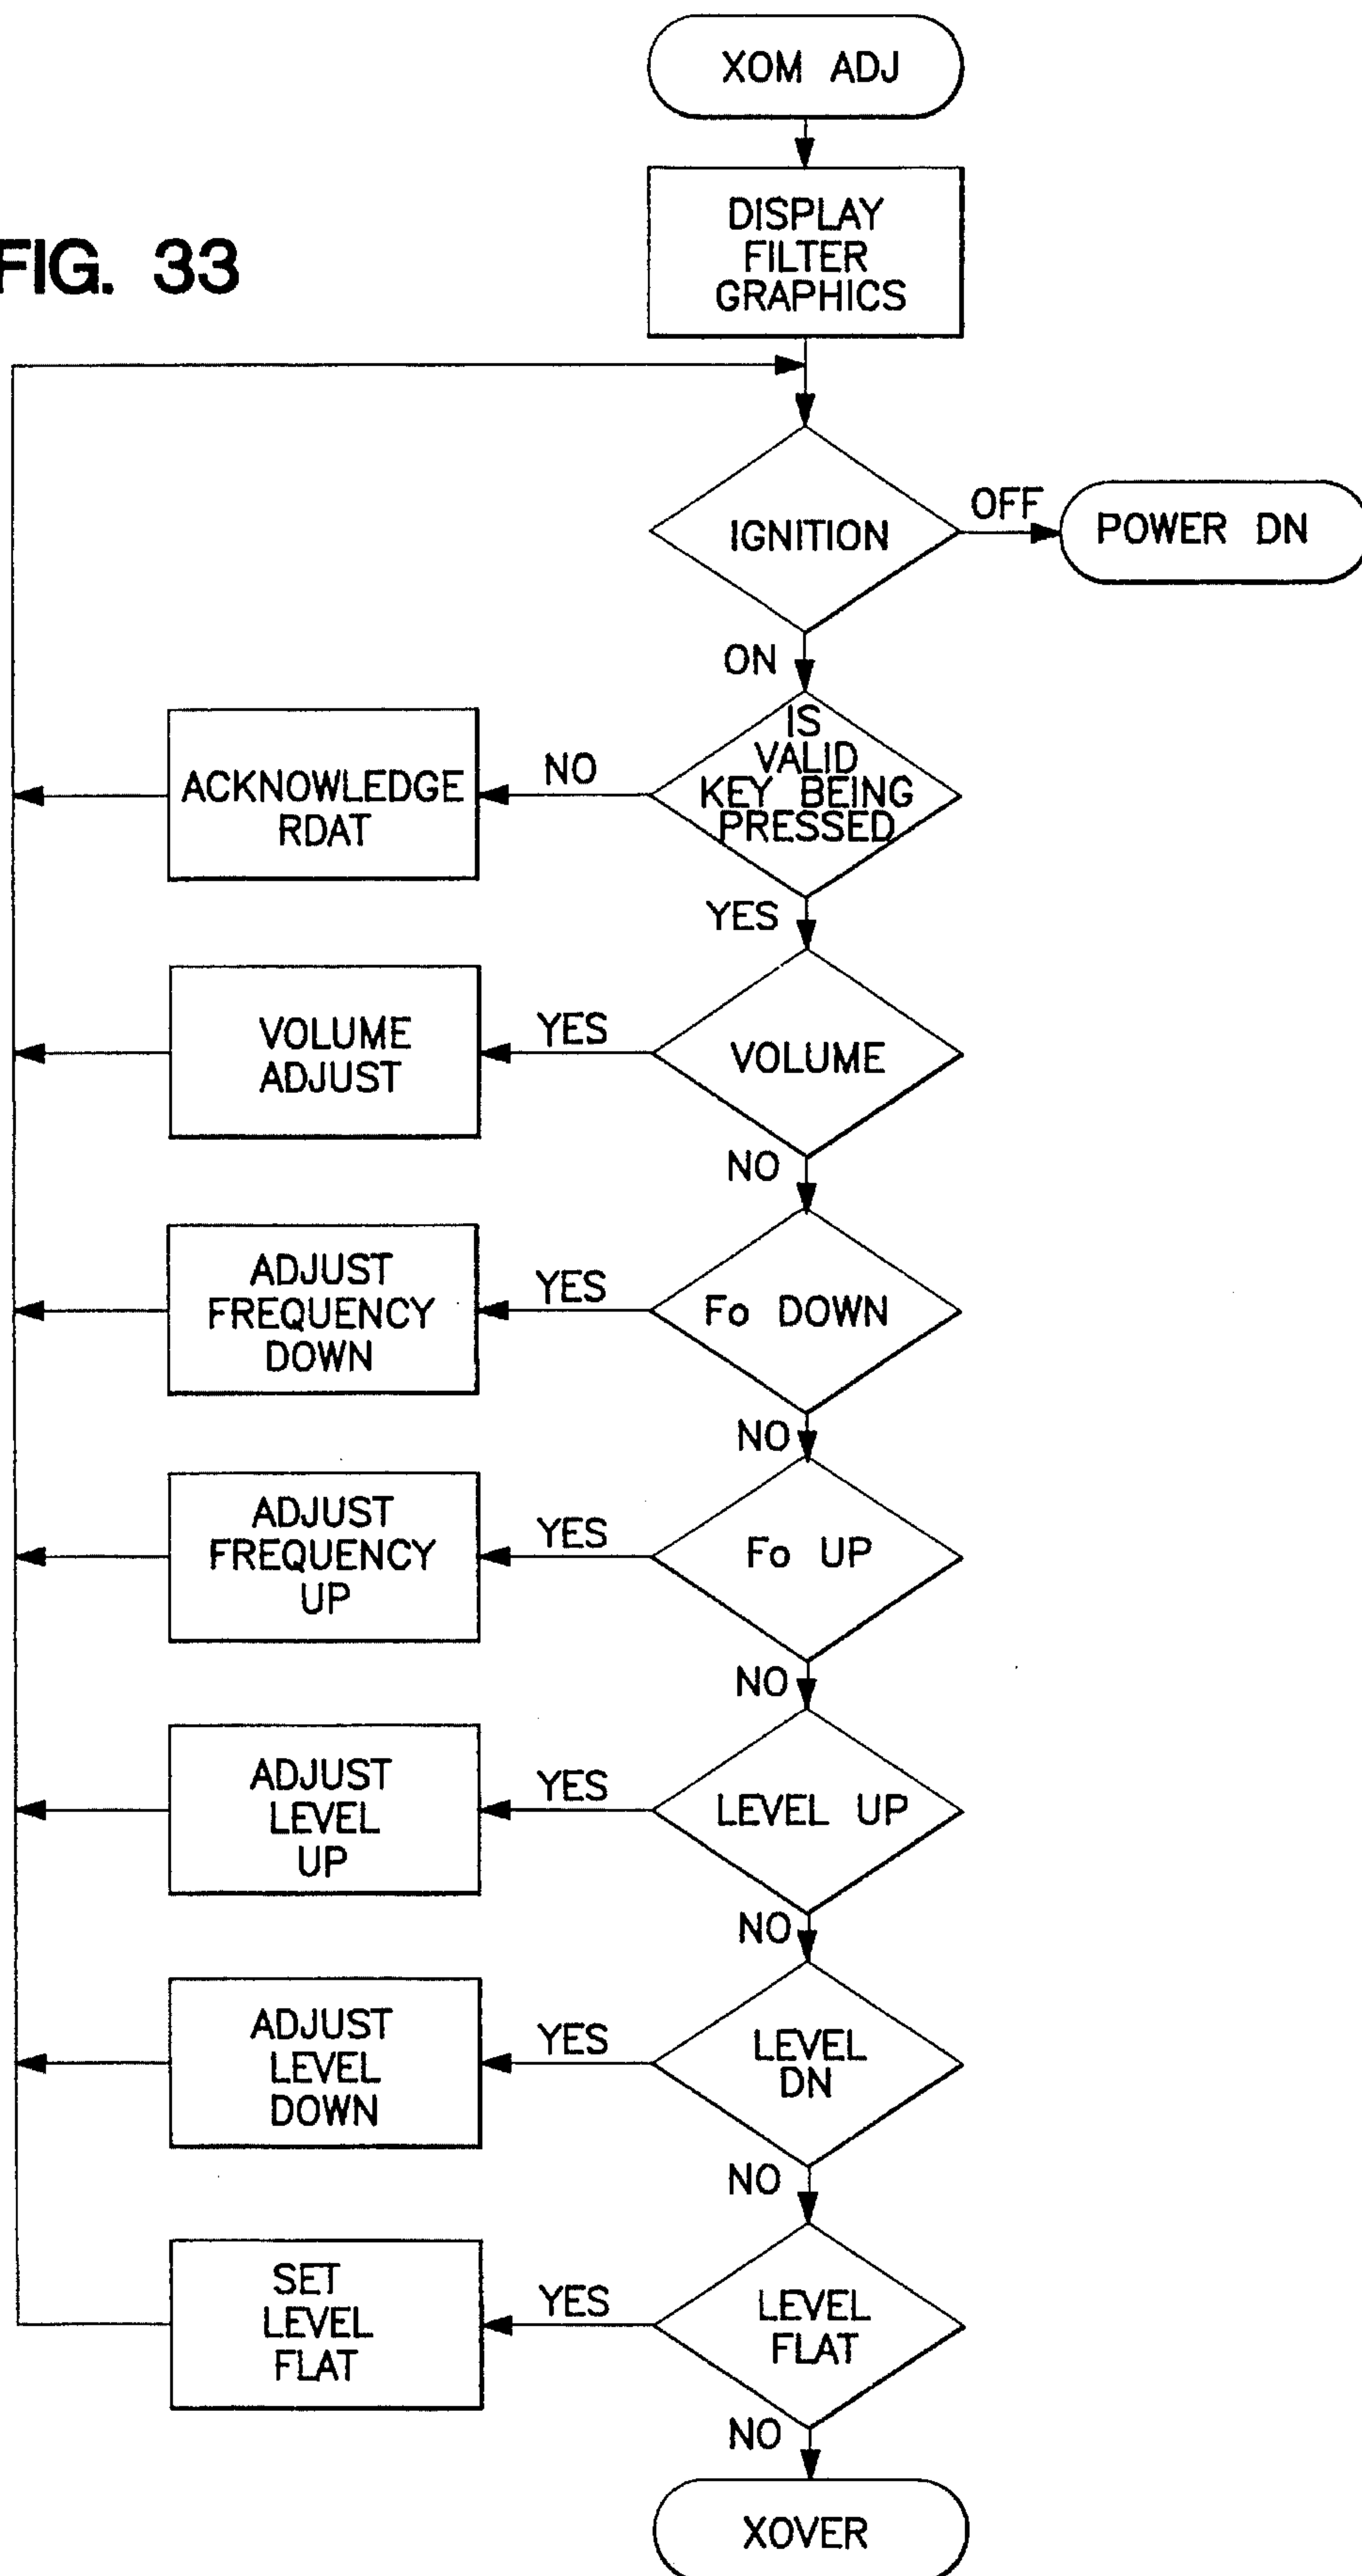 XOM ADJ
DISPLAY
FILTER
GRAPHICS
FIG. 33
IGNITION
OFF
POWER DN
ON
IS
VALID
KEY BEING
PRESSED
NO
ACKNOWLEDGE
RDAT
YES
VOLUME
YES
VOLUME
ADJUST
NO
Fo DOWN
YES
ADJUST
FREQUENCY
DOWN
NO
Fo UP
YES
ADJUST
FREQUENCY
UP
NO
LEVEL UP
YES
ADJUST
LEVEL
UP
NO
LEVEL
DN
YES
ADJUST
LEVEL
DOWN
NO
LEVEL
FLAT
YES
SET
LEVEL
FLAT
NO
XOVER